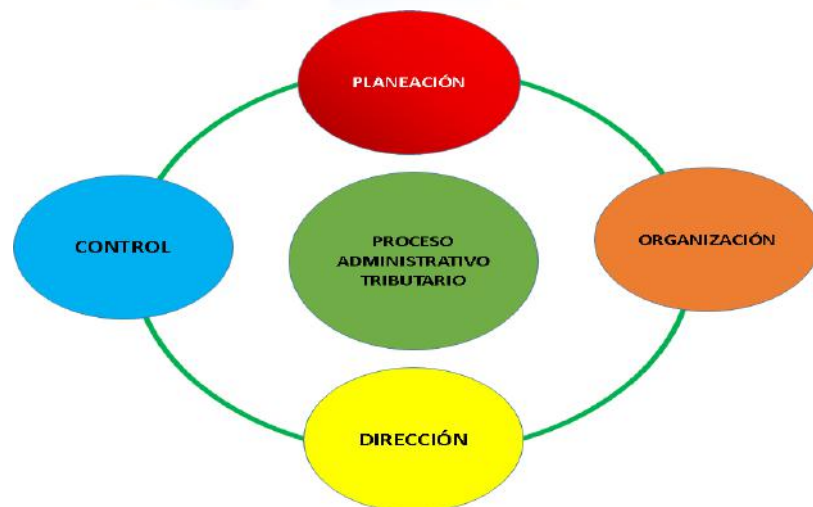 PLANEACIÓN
CONTROL
PROCESO
ADMINISTRATIVO
TRIBUTARIO
ORGANIZACIÓN
DIRECCIÓN